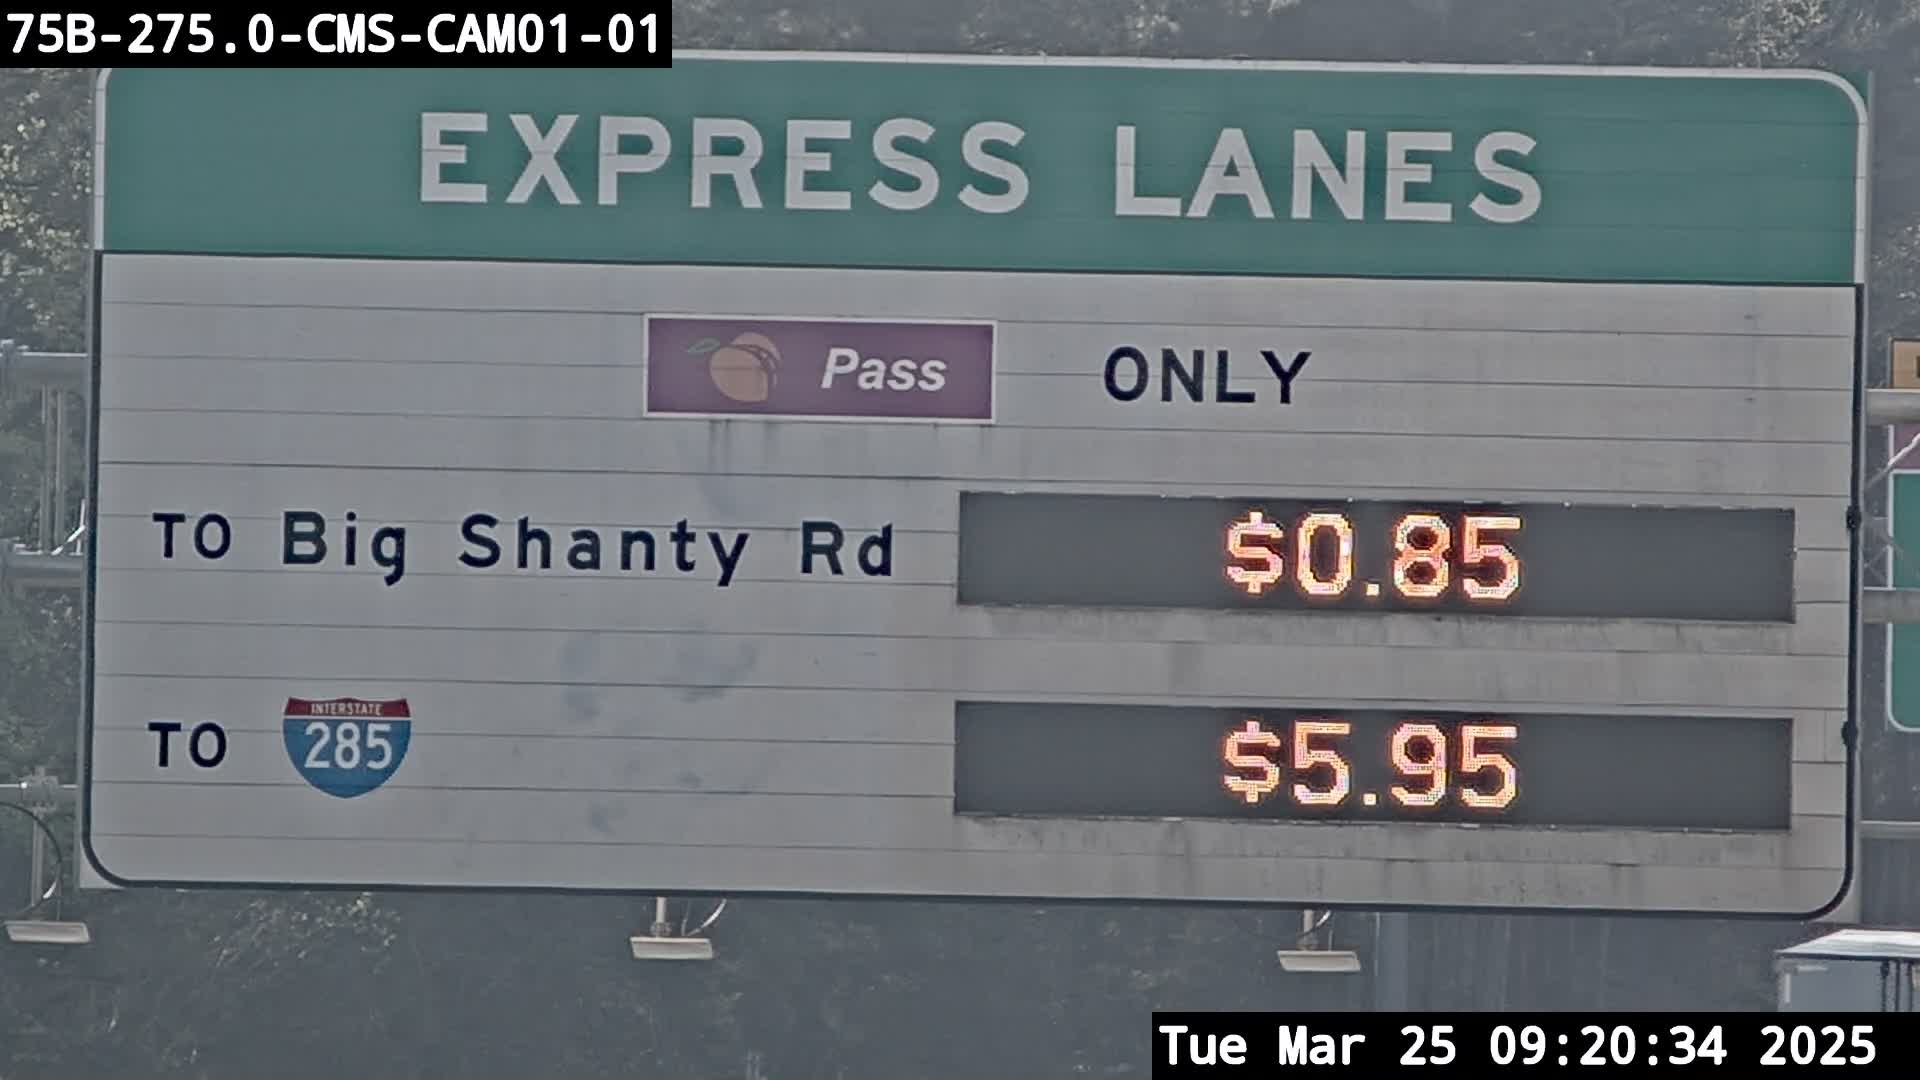 75B-275.0-CMS-CAM01-01
EXPRESS LANES
Pass ONLY
TO Big Shanty Rd $0.85
INTERSTATE
TO 285 $5.95
Tue Mar 25 09:20:34 2025